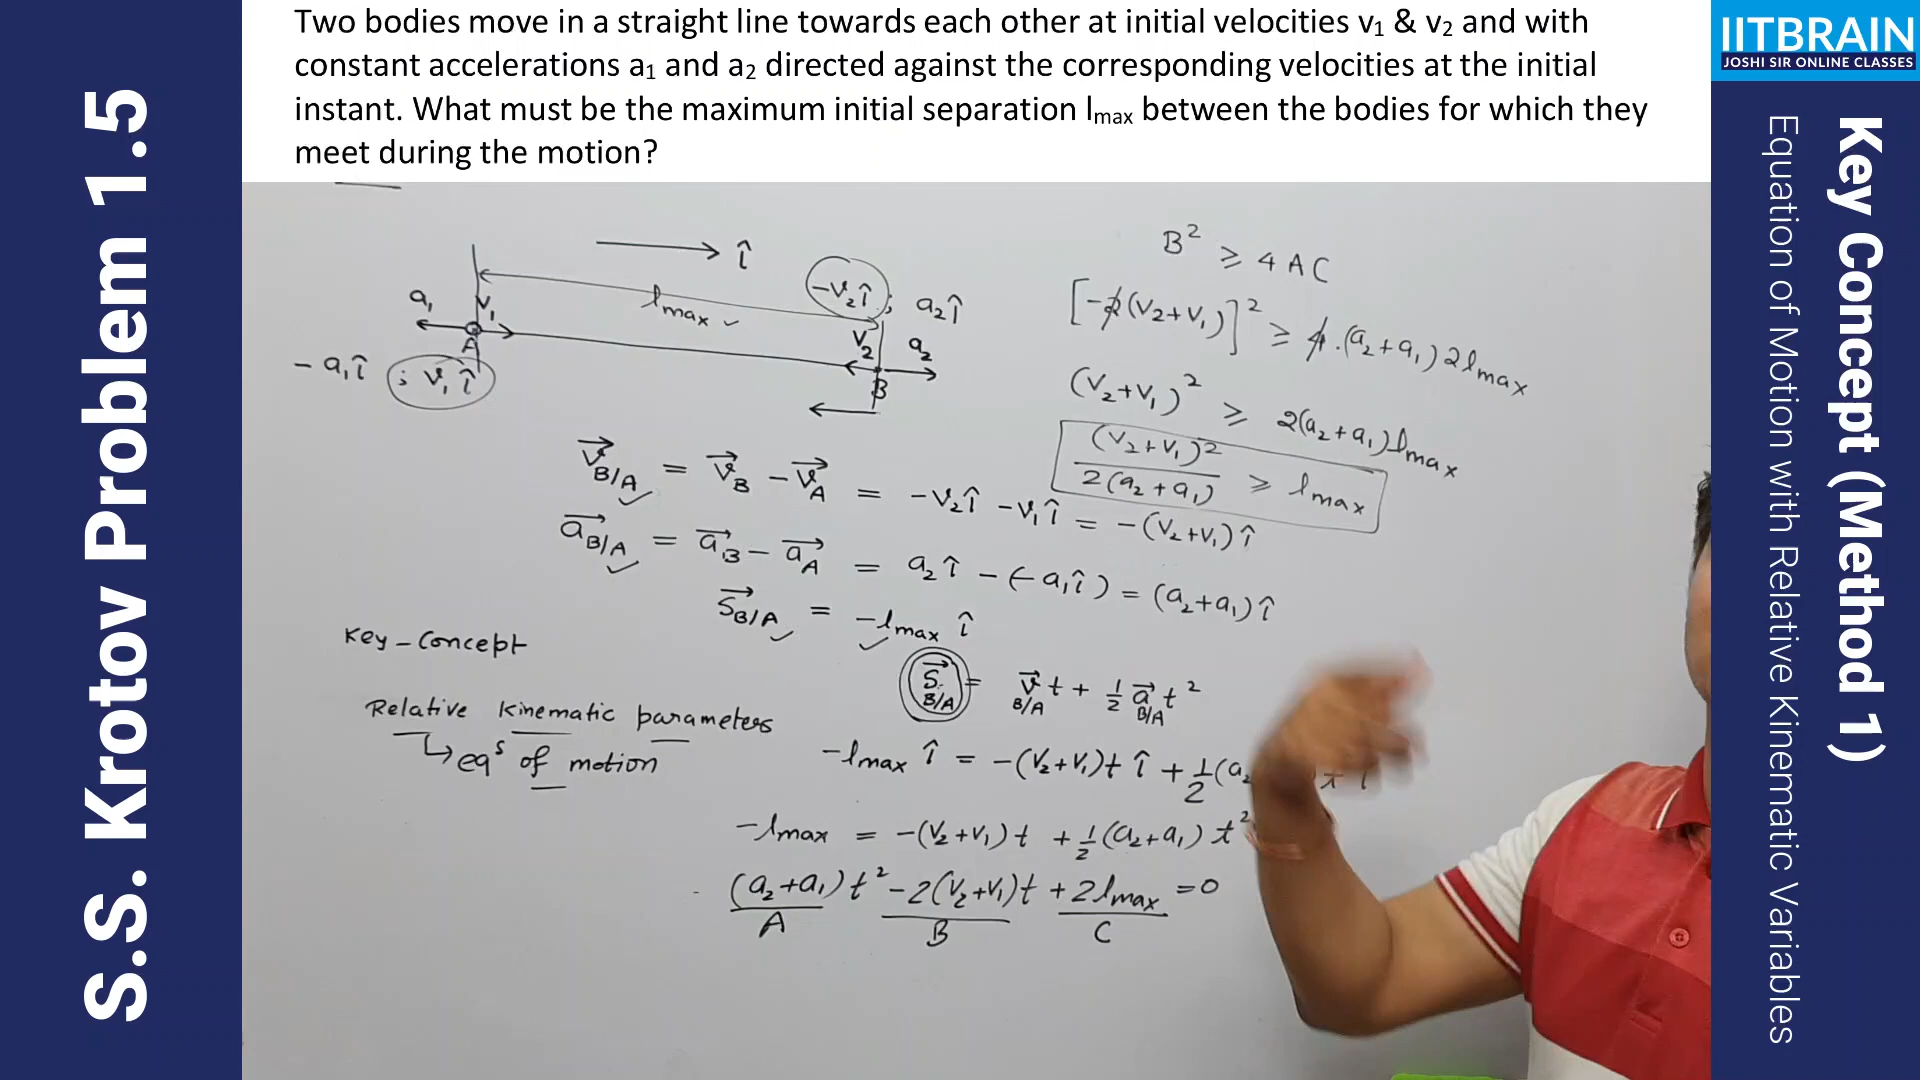 Two bodies move in a straight line towards each other at initial velocities v₁ & v₂ and with
constant accelerations a₁ and a₂ directed against the corresponding velocities at the initial
instant. What must be the maximum initial separation lₘₐₓ between the bodies for which they
meet during the motion?
IITBRAIN
JOSHI SIR ONLINE CLASSES
S.S. Krotov Problem 1.5
Key Concept (Method 1)
Equation of Motion with Relative Kinematic Variables
î
lmax ✓
-v₂î ; a₂î
a₁ v₁
A
v₂ a₂
B
- a₁î ; v₁î
B² ≥ 4AC
[-2(v₂+v₁)]² ≥ 4.(a₂+a₁)2lmax
(v₂+v₁)² ≥ 2(a₂+a₁)lmax
(v₂+v₁)² / 2(a₂+a₁) ≥ lmax
v⃗B/A = v⃗B - v⃗A = -v₂î - v₁î = -(v₂+v₁)î
a⃗B/A = a⃗B - a⃗A = a₂î - (-a₁î) = (a₂+a₁)î
s⃗B/A = -lmax î
Key-Concept
Relative Kinematic parameters
↳ eqˢ of motion
s⃗B/A = v⃗B/A t + ½ a⃗B/A t²
-lmax î = -(v₂+v₁)t î + ½(a₂
-lmax = -(v₂+v₁)t + ½(a₂+a₁)t²
(a₂+a₁)t² - 2(v₂+v₁)t + 2lmax = 0
A B C